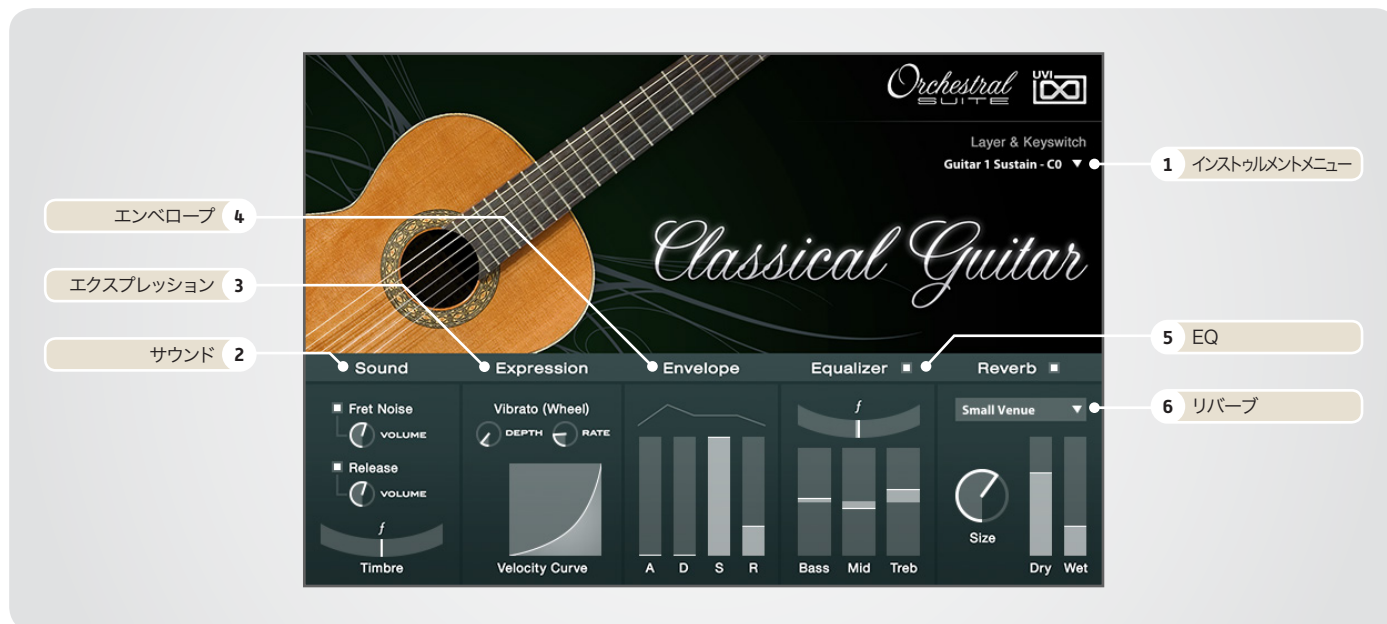 Orchestral
SUITE
UVI
Layer & Keyswitch
Guitar 1 Sustain - C0
1 インストゥルメントメニュー
エンベロープ 4
Classical Guitar
エクスプレッション 3
サウンド 2
5 EQ
Sound
Expression
Envelope
Equalizer
Reverb
6 リバーブ
Fret Noise
VOLUME
Release
VOLUME
f
Timbre
Vibrato (Wheel)
DEPTH
RATE
Velocity Curve
A D S R
f
Bass Mid Treb
Small Venue
Size
Dry Wet